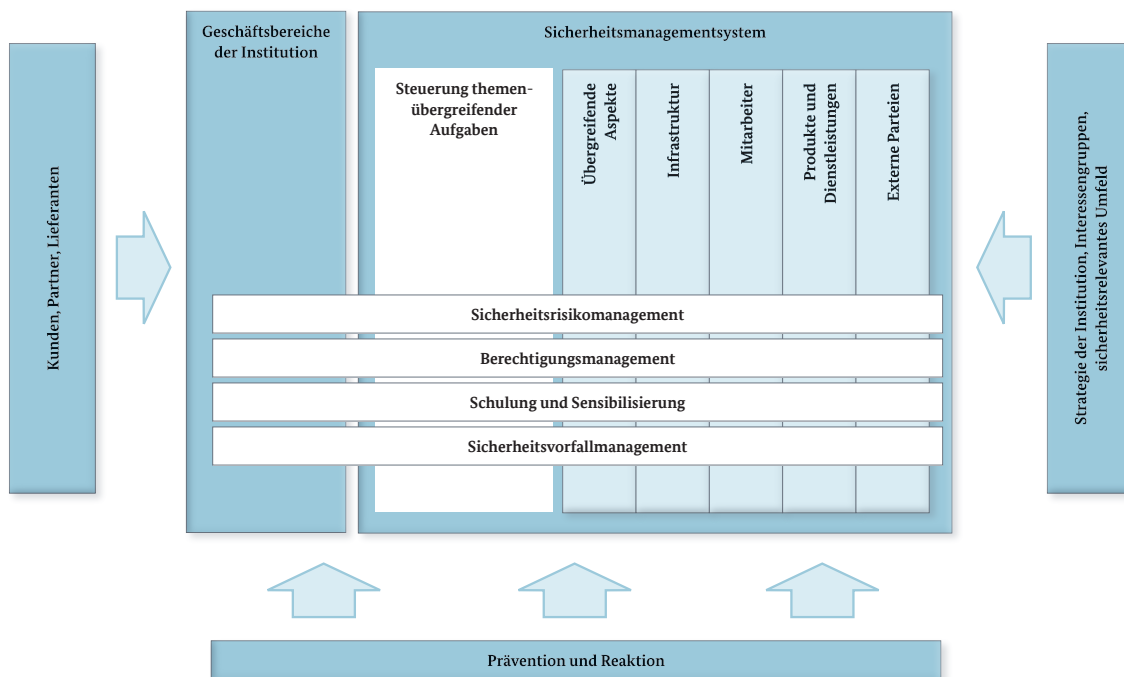 Geschäftsbereiche
der Institution
Sicherheitsmanagementsystem
Steuerung themen-
übergreifender
Aufgaben
Übergreifende
Aspekte
Infrastruktur
Mitarbeiter
Produkte und
Dienstleistungen
Externe Parteien
Kunden, Partner, Lieferanten
Strategie der Institution, Interessengruppen,
sicherheitsrelevantes Umfeld
Sicherheitsrisikomanagement
Berechtigungsmanagement
Schulung und Sensibilisierung
Sicherheitsvorfallmanagement
Prävention und Reaktion